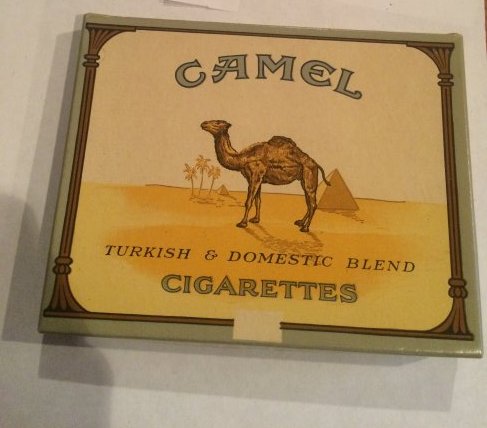 CAMEL
TURKISH & DOMESTIC BLEND
CIGARETTES